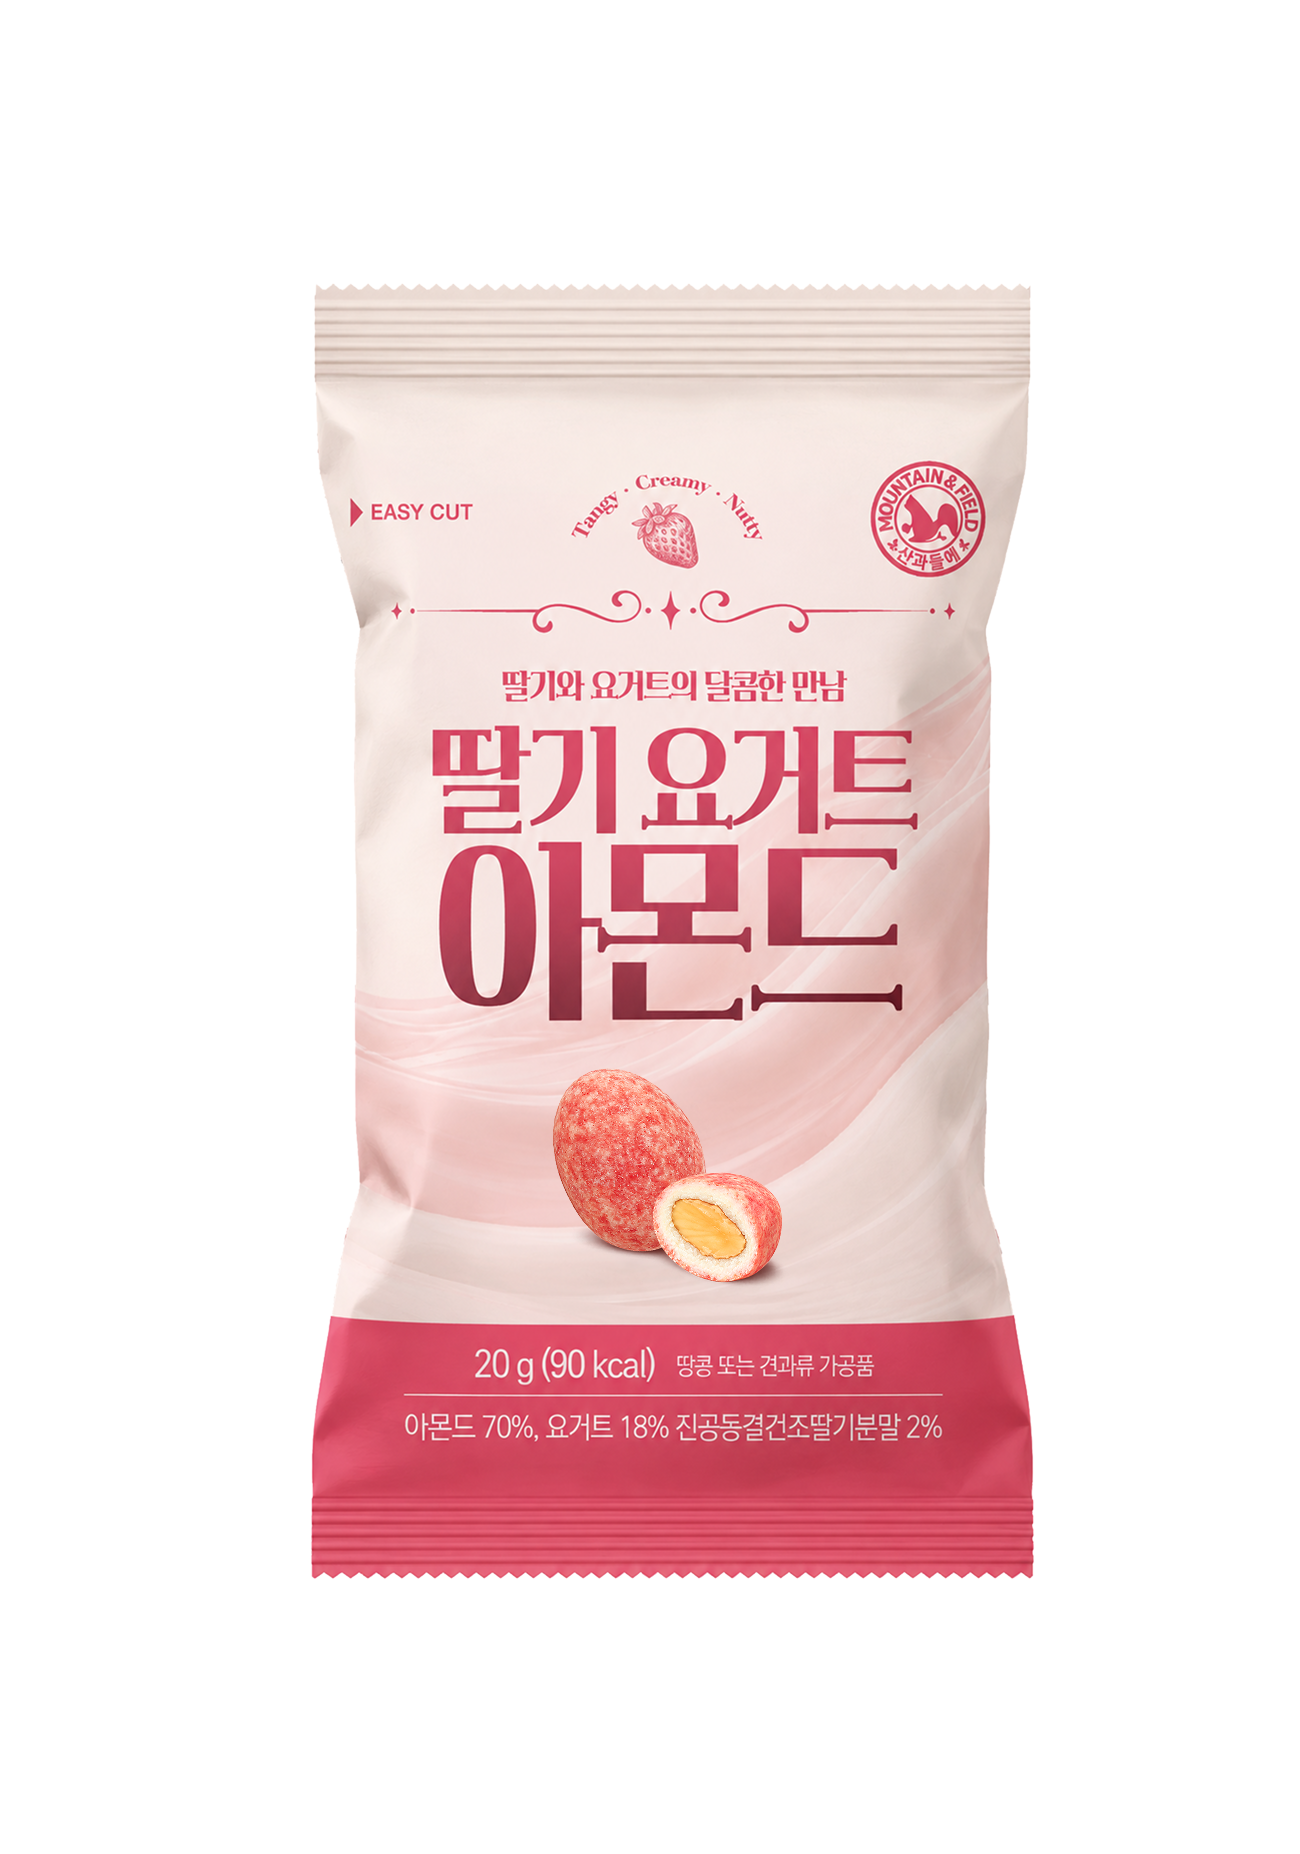 Tangy · Creamy · Nutty
EASY CUT
MOUNTAIN & FIELD
산과들에
딸기와 요거트의 달콤한 만남
딸기 요거트
아몬드
20 g (90 kcal) 땅콩 또는 견과류 가공품
아몬드 70%, 요거트 18% 진공동결건조딸기분말 2%